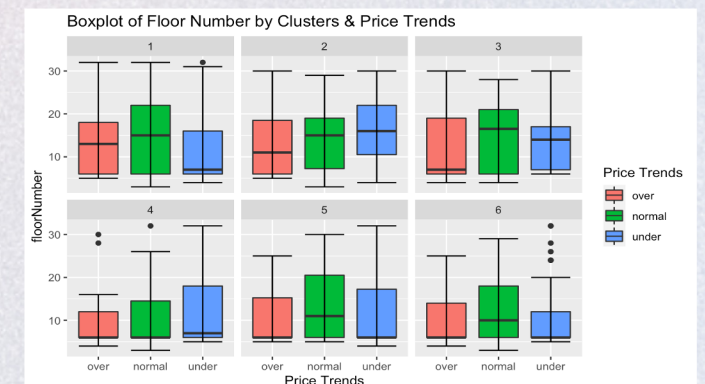 Boxplot of Floor Number by Clusters & Price Trends
1 2 3
30
20
10
4 5 6
30
20
10
floorNumber
over normal under over normal under over normal under
Price Trends
Price Trends
over
normal
under